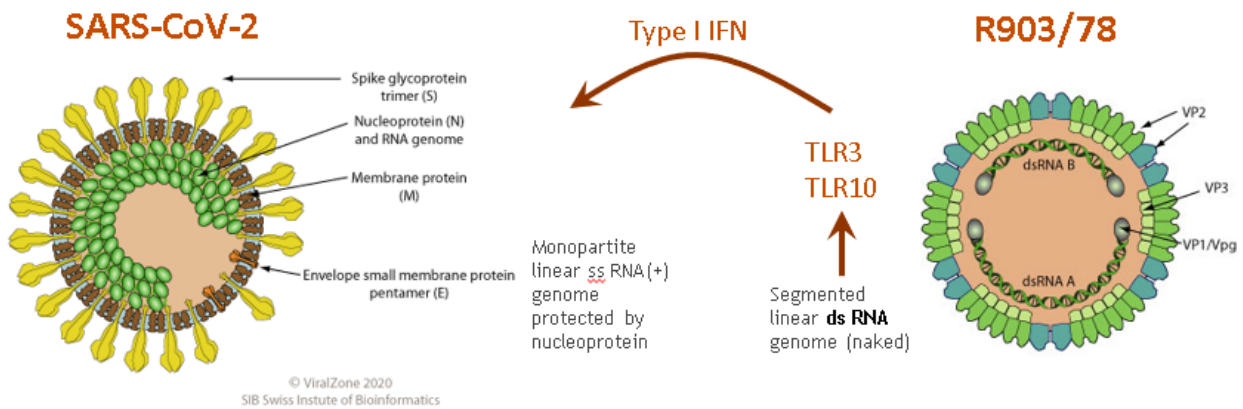 SARS-CoV-2
Type I IFN
R903/78
Spike glycoprotein
trimer (S)
Nucleoprotein (N)
and RNA genome
Membrane protein
(M)
Envelope small membrane protein
pentamer (E)
© ViralZone 2020
SIB Swiss Instute of Bioinformatics
Monopartite
linear ss RNA(+)
genome
protected by
nucleoprotein
TLR3
TLR10
Segmented
linear ds RNA
genome (naked)
VP2
dsRNA B
VP3
VP1/Vpg
dsRNA A